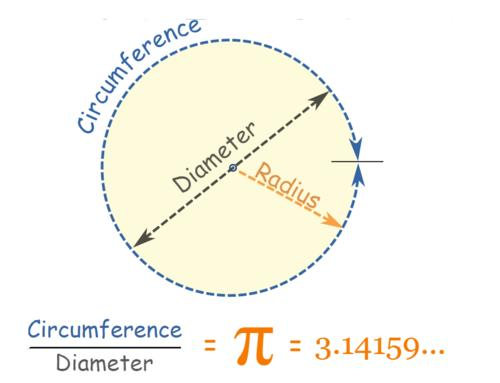 Circumference
Diameter
Radius
Circumference
Diameter
= π = 3.14159...